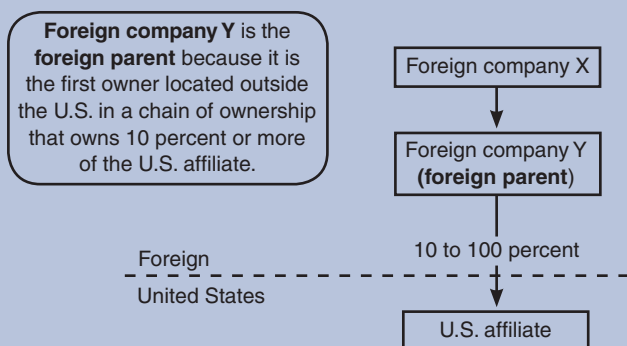 Foreign company Y is the
foreign parent because it is
the first owner located outside
the U.S. in a chain of ownership
that owns 10 percent or more
of the U.S. affiliate.
Foreign company X
Foreign company Y
(foreign parent)
10 to 100 percent
Foreign
United States
U.S. affiliate